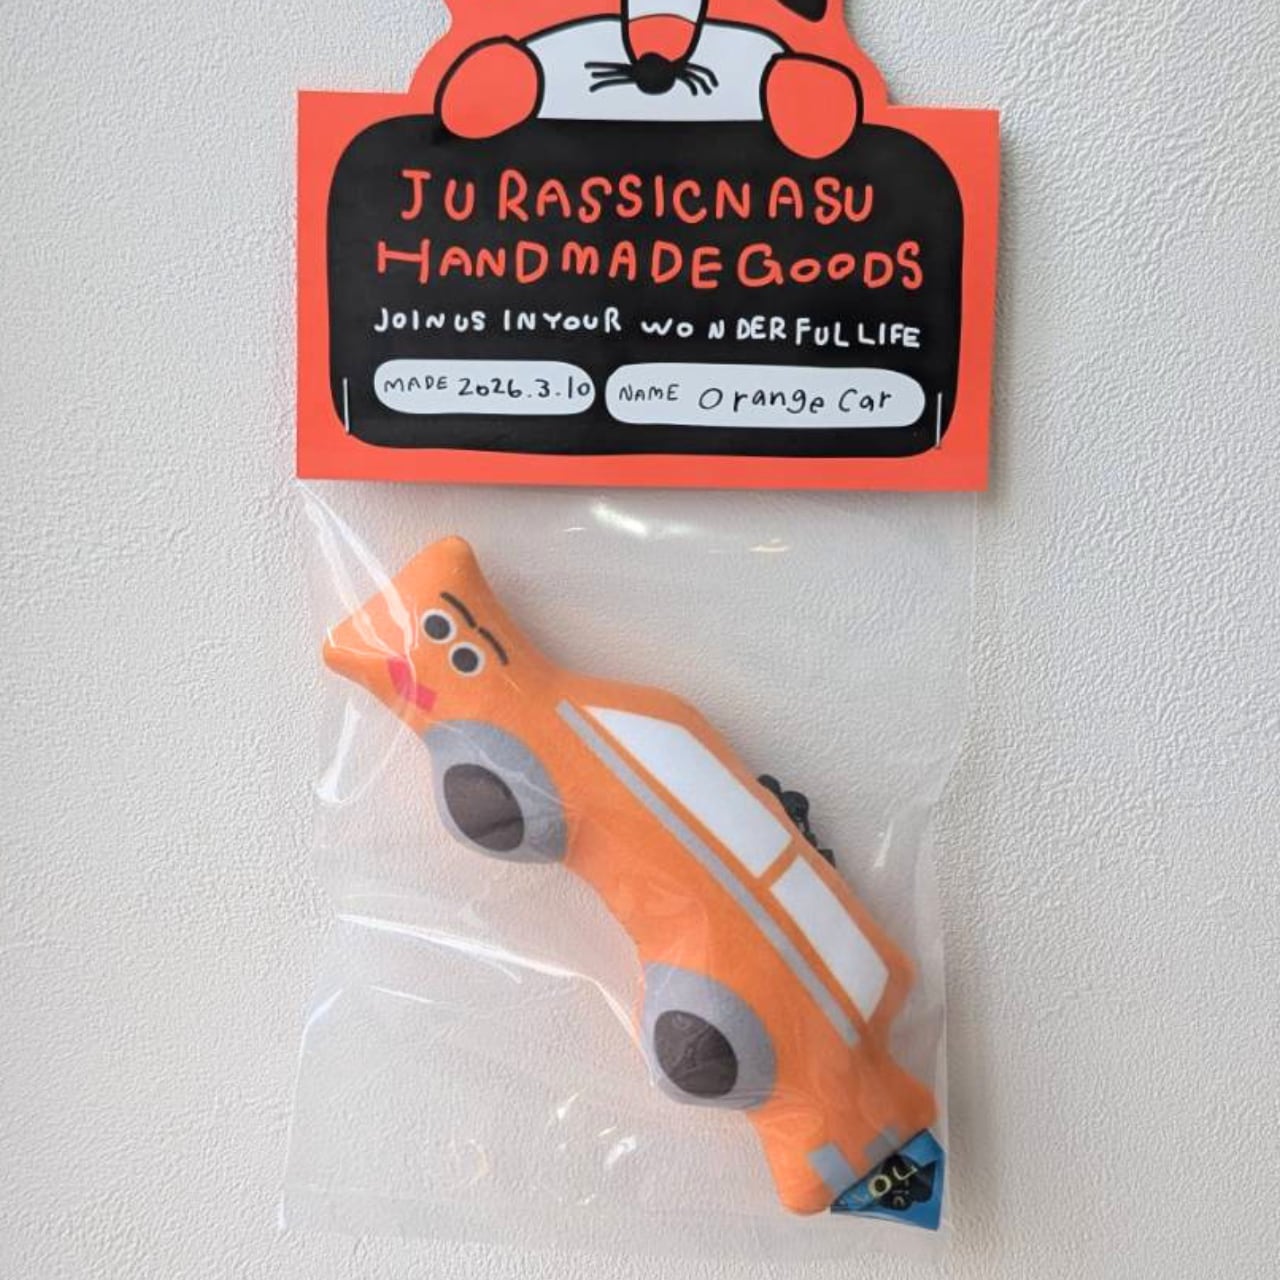 JURASSICNASU
HANDMADE GOODS
JOIN US IN YOUR WONDERFUL LIFE
MADE 2026.3.10 NAME Orange Car